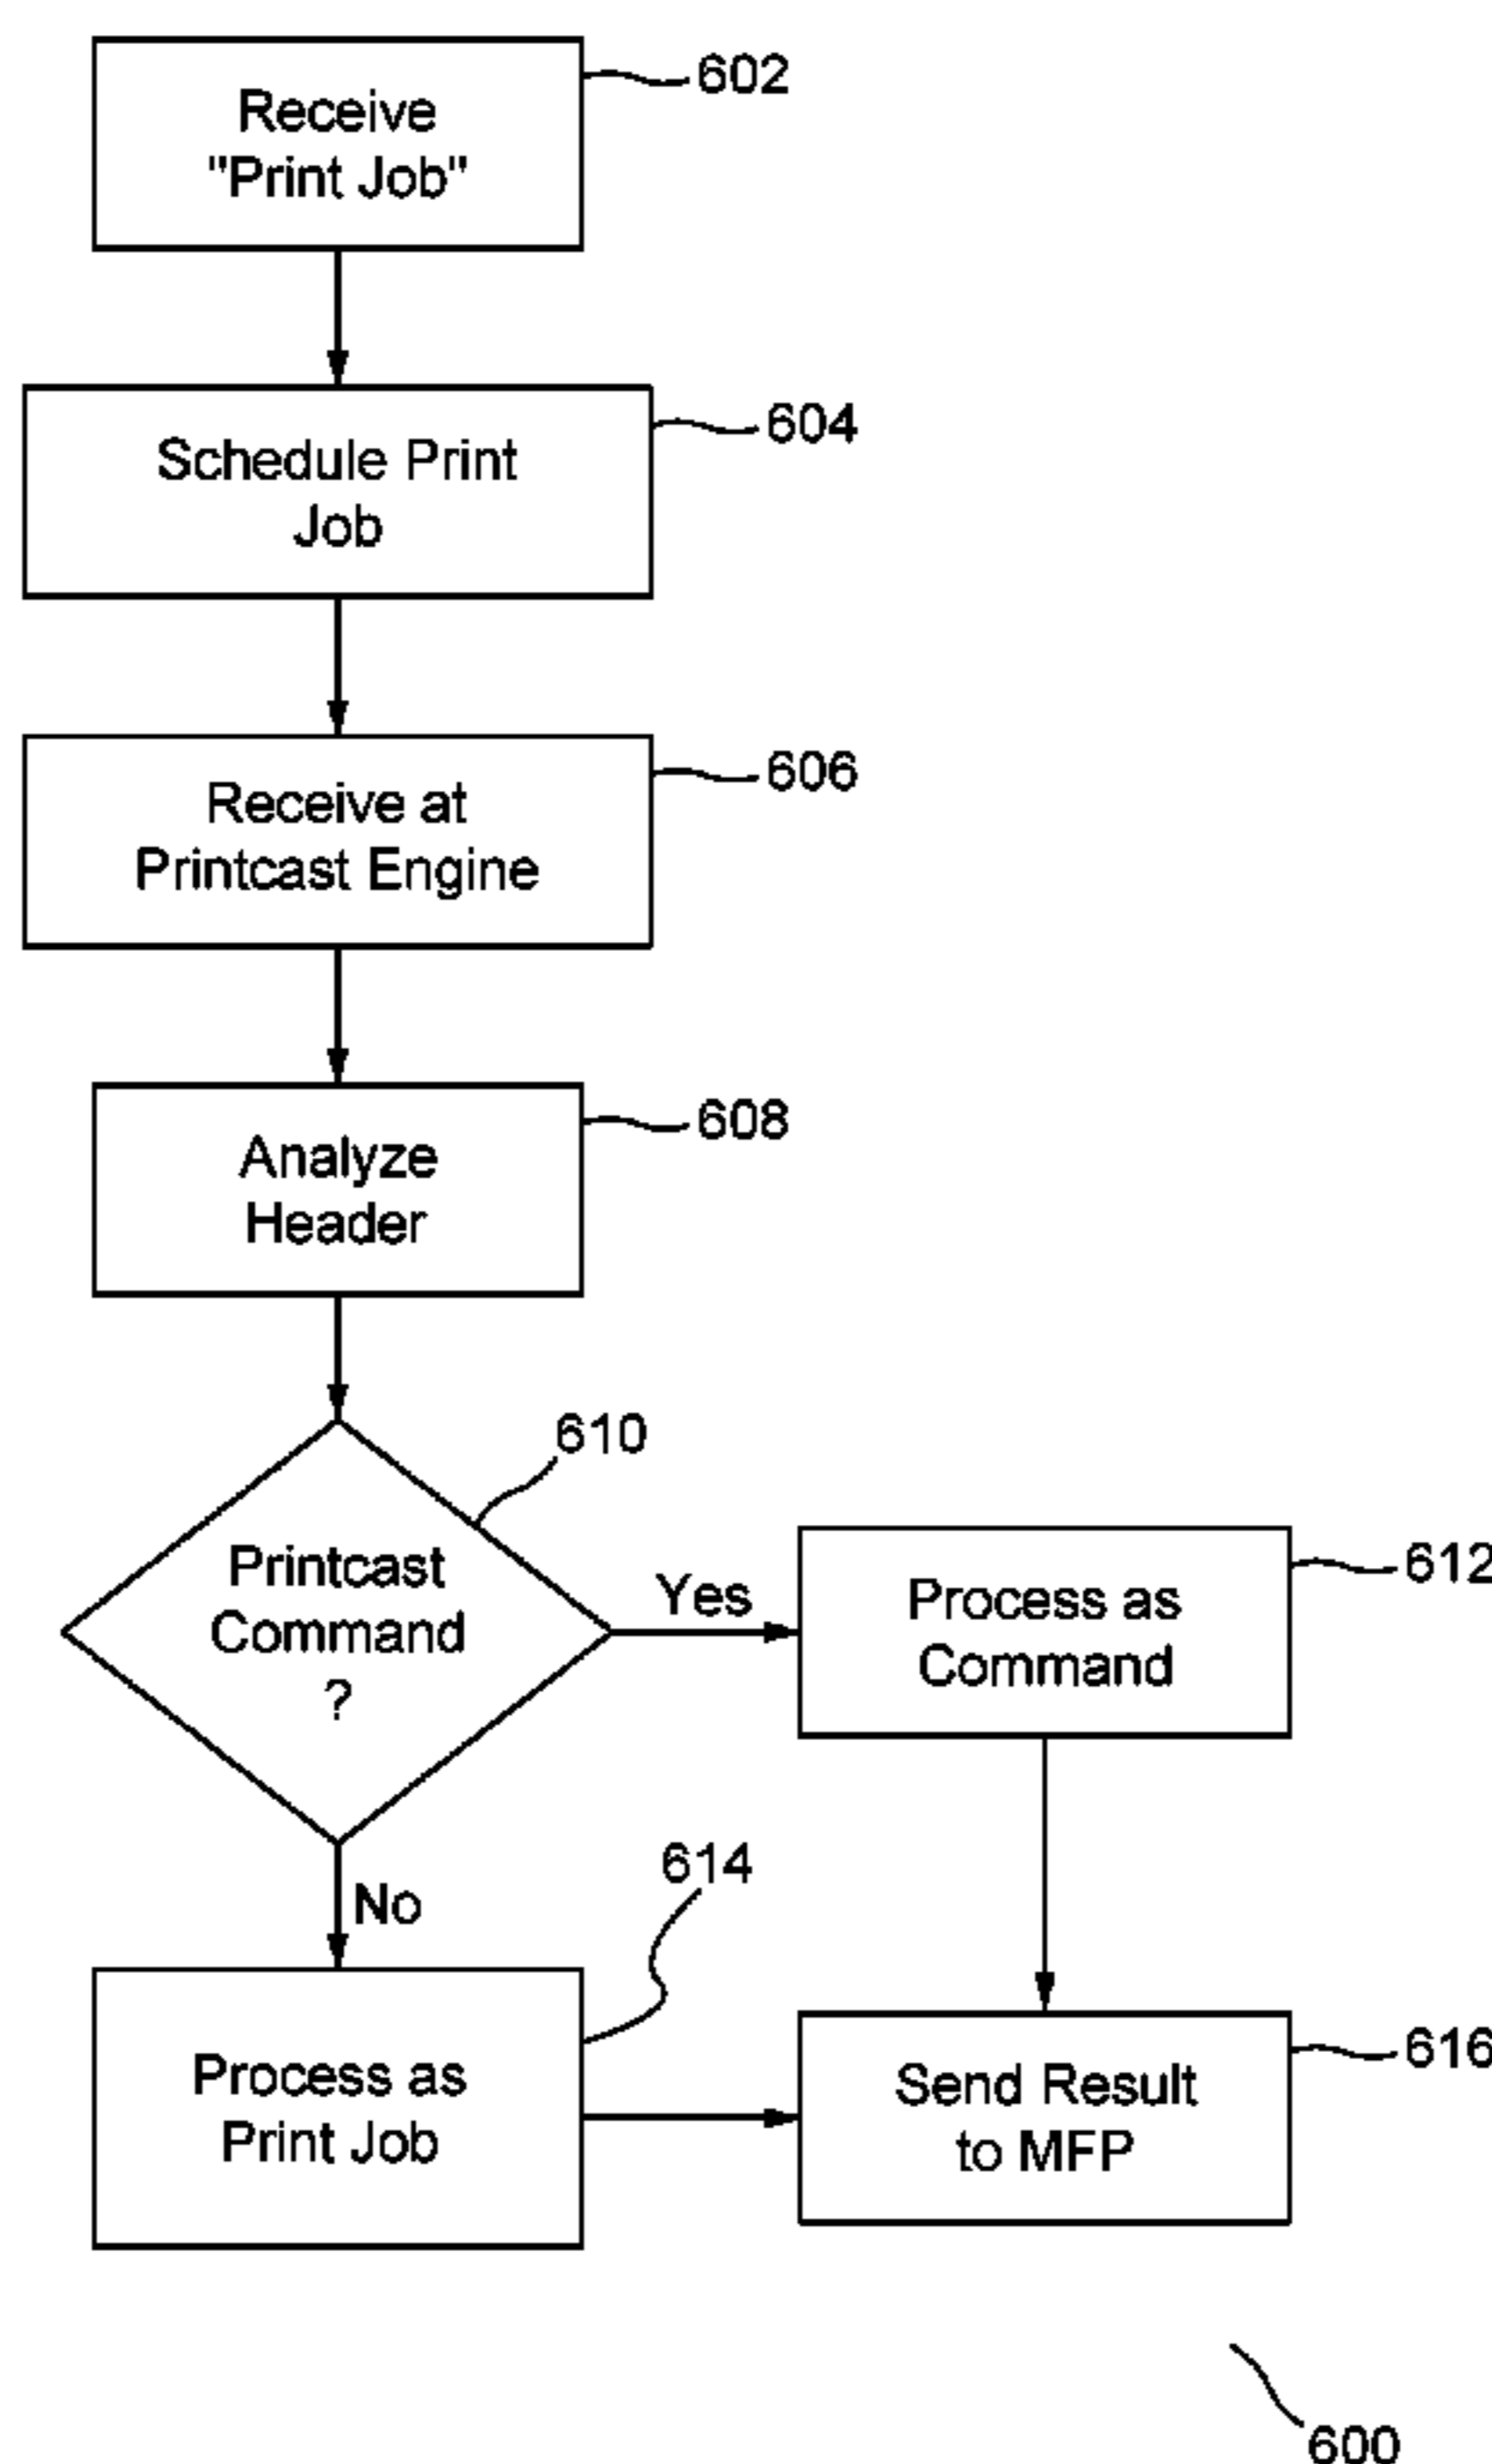 Receive
"Print Job"
602
Schedule Print
Job
604
Receive at
Printcast Engine
606
Analyze
Header
608
610
Printcast
Command
?
Yes
Process as
Command
612
No
614
Process as
Print Job
Send Result
to MFP
616
600